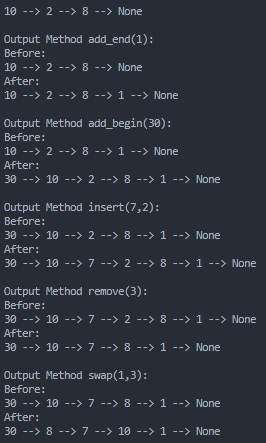 10 --> 2 --> 8 --> None
Output Method add_end(1):
Before:
10 --> 2 --> 8 --> None
After:
10 --> 2 --> 8 --> 1 --> None
Output Method add_begin(30):
Before:
10 --> 2 --> 8 --> 1 --> None
After:
30 --> 10 --> 2 --> 8 --> 1 --> None
Output Method insert(7,2):
Before:
30 --> 10 --> 2 --> 8 --> 1 --> None
After:
30 --> 10 --> 7 --> 2 --> 8 --> 1 --> None
Output Method remove(3):
Before:
30 --> 10 --> 7 --> 2 --> 8 --> 1 --> None
After:
30 --> 10 --> 7 --> 8 --> 1 --> None
Output Method swap(1,3):
Before:
30 --> 10 --> 7 --> 8 --> 1 --> None
After:
30 --> 8 --> 7 --> 10 --> 1 --> None